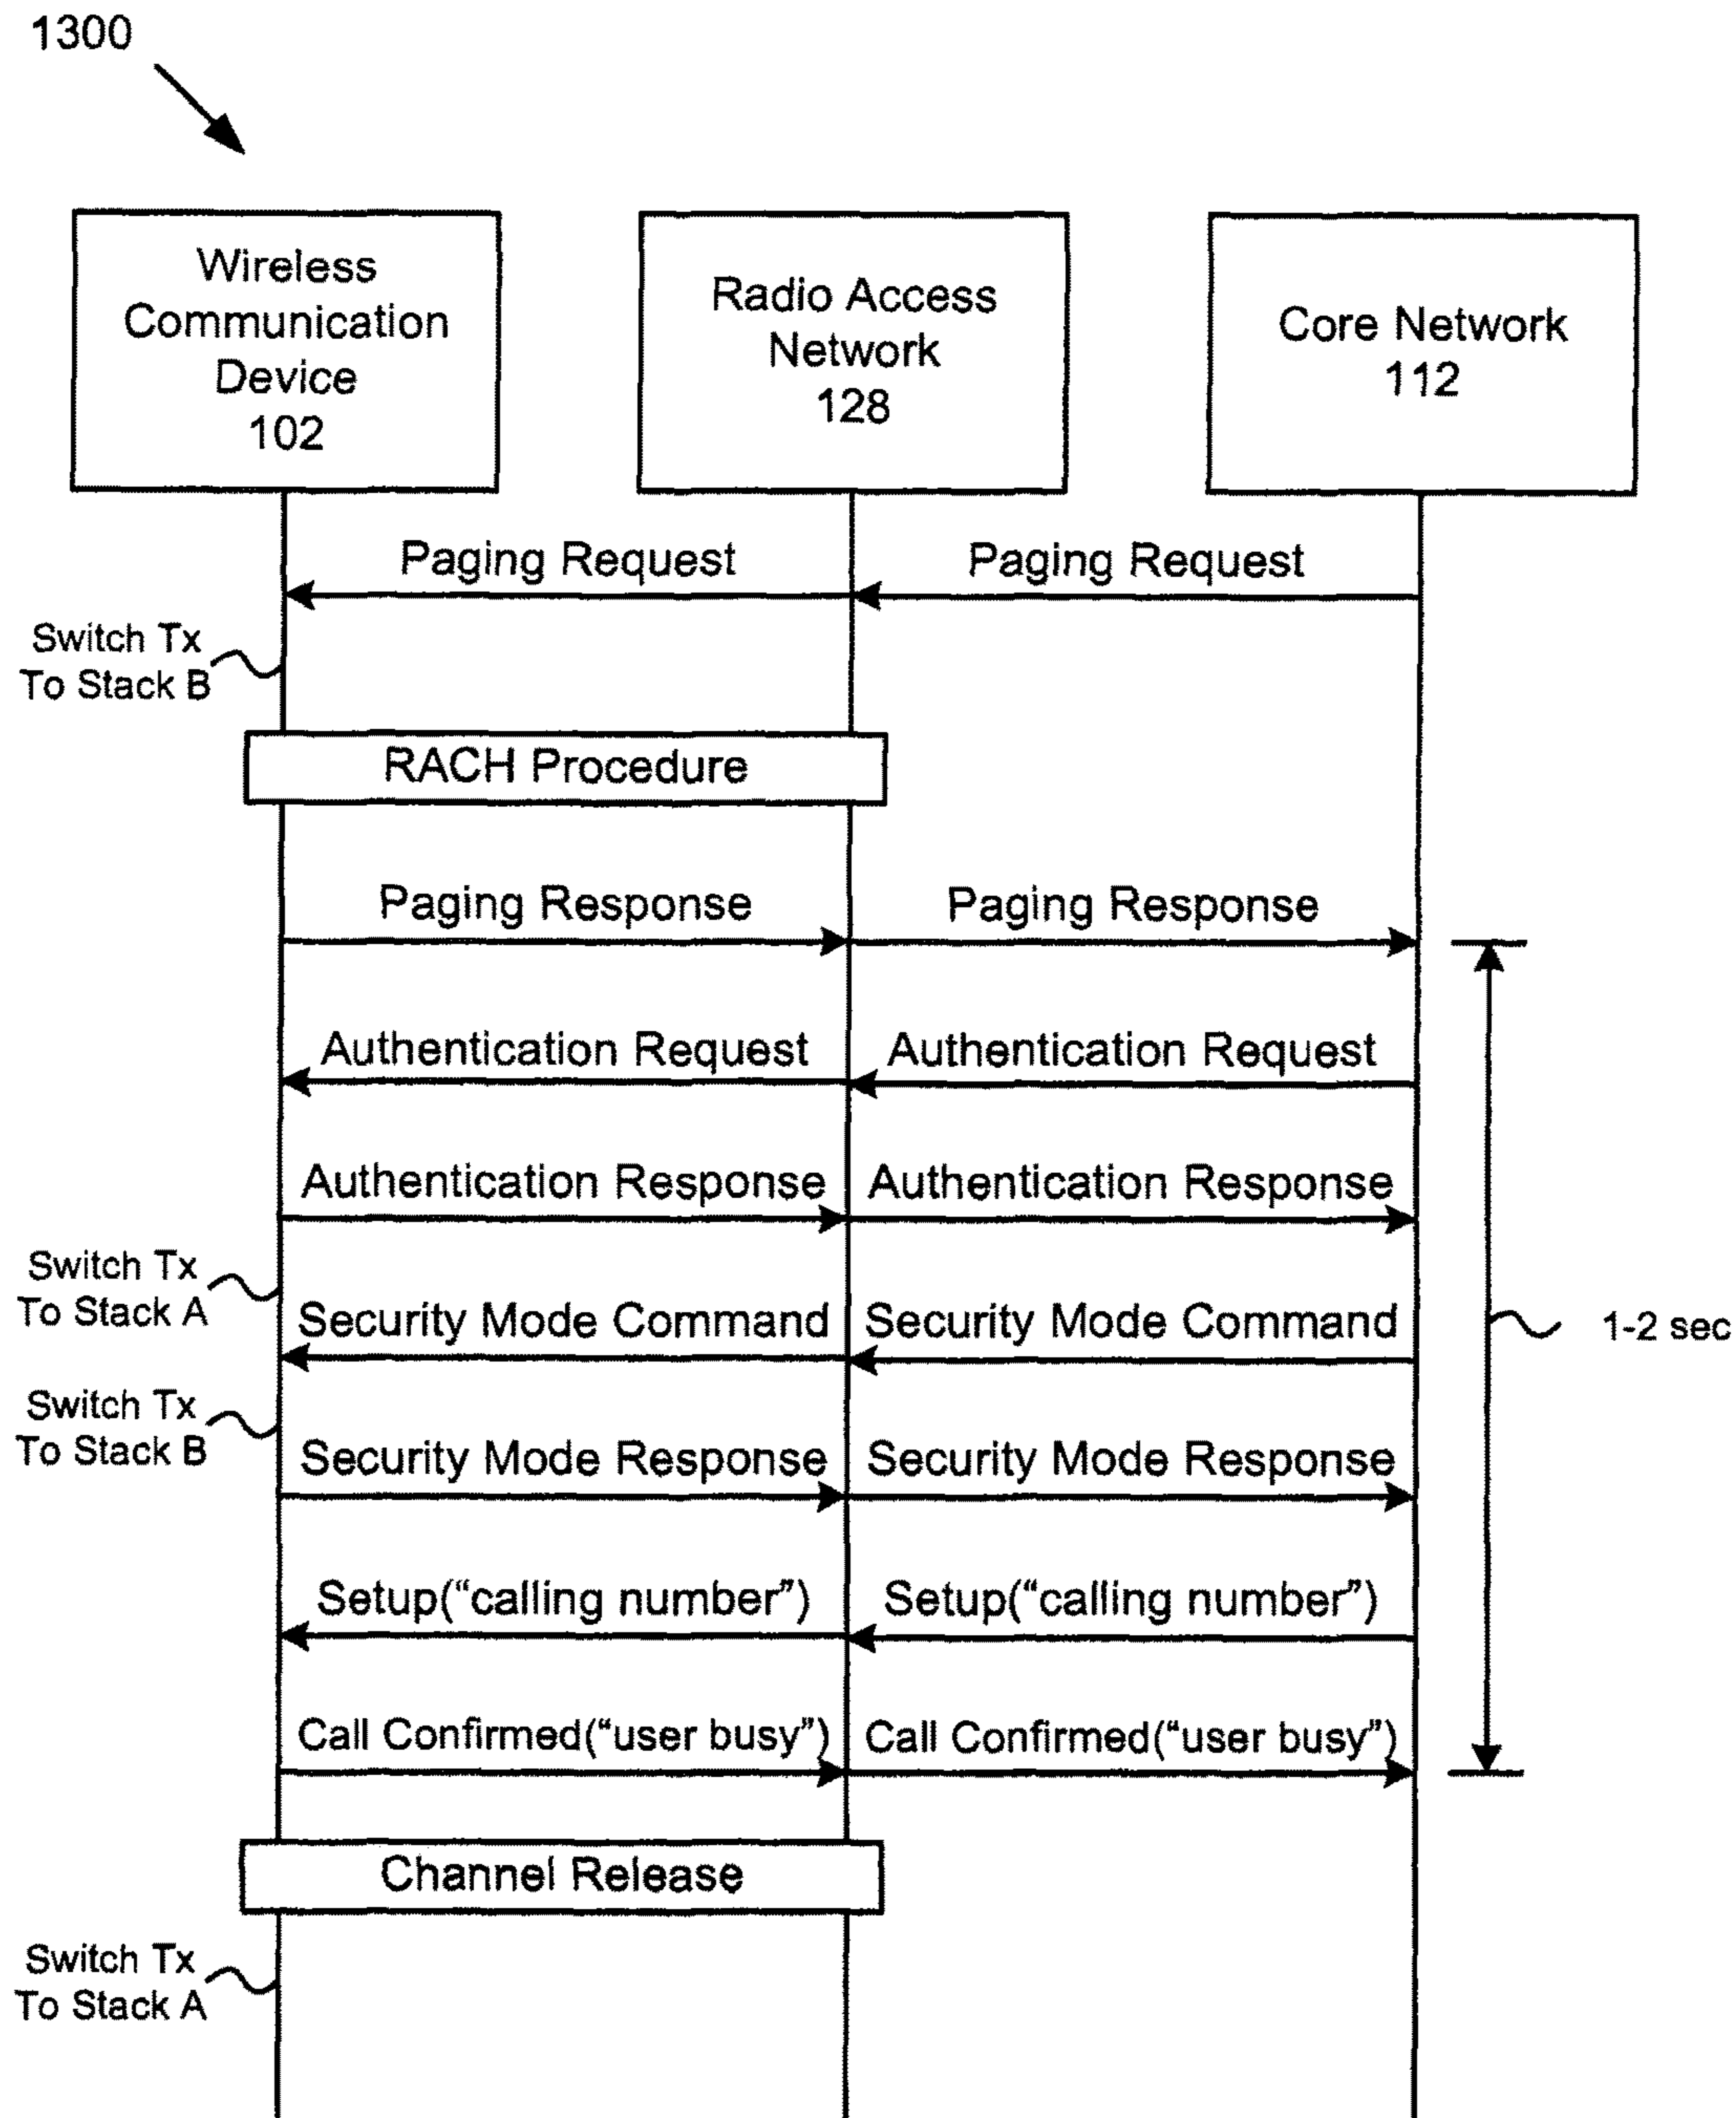 1300
Wireless
Communication
Device
102
Radio Access
Network
128
Core Network
112
Paging Request
Paging Request
Switch Tx
To Stack B
RACH Procedure
Paging Response
Paging Response
Authentication Request
Authentication Request
Authentication Response
Authentication Response
Switch Tx
To Stack A
Security Mode Command
Security Mode Command
1-2 sec
Switch Tx
To Stack B
Security Mode Response
Security Mode Response
Setup(“calling number”)
Setup(“calling number”)
Call Confirmed(“user busy”)
Call Confirmed(“user busy”)
Channel Release
Switch Tx
To Stack A